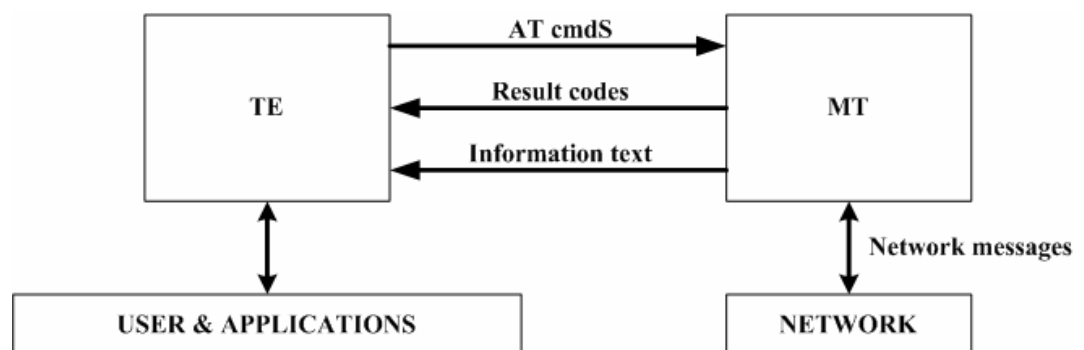 AT cmdS
TE
Result codes
MT
Information text
Network messages
USER & APPLICATIONS
NETWORK